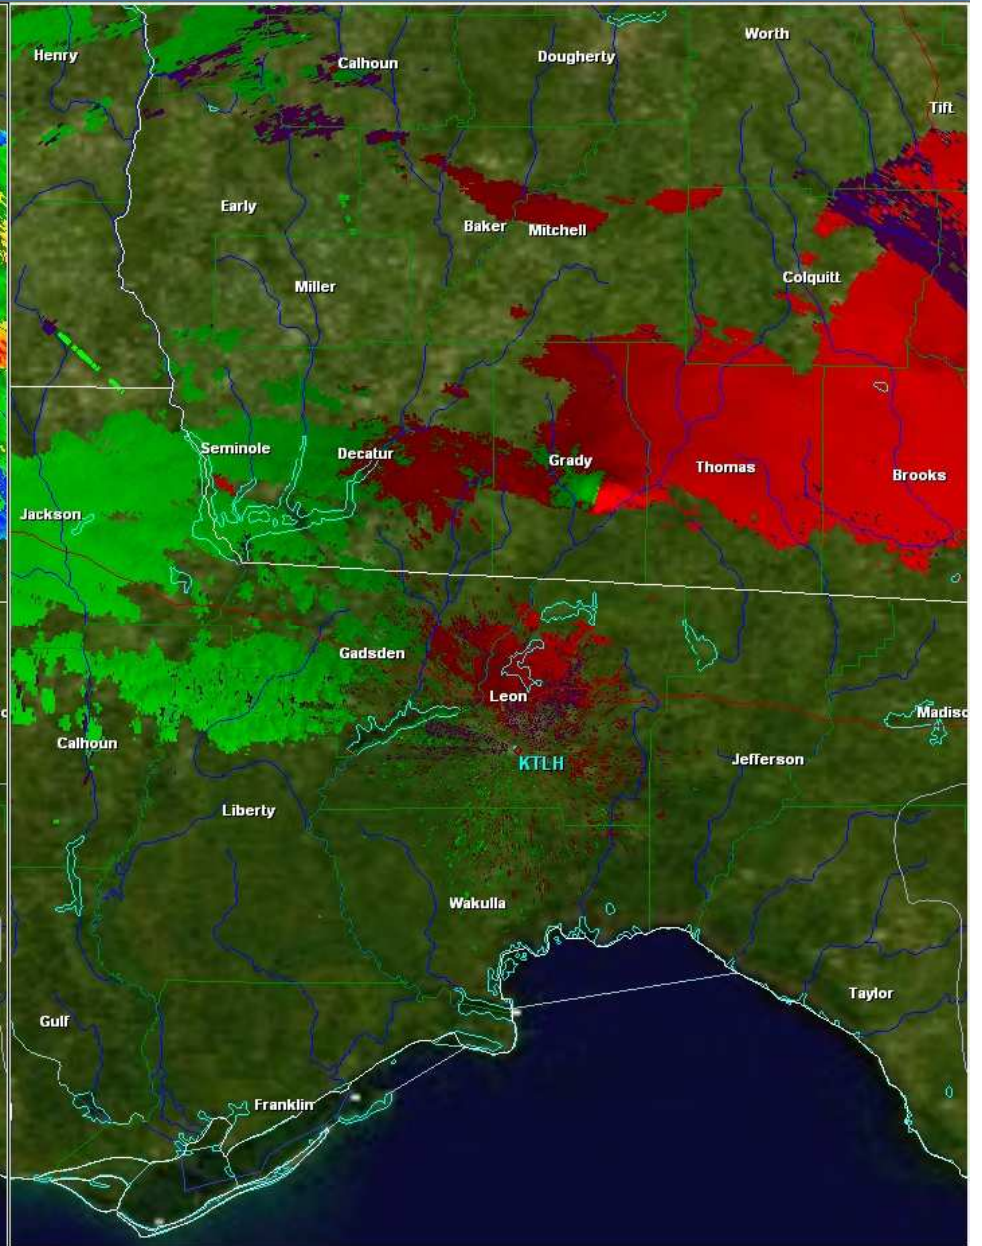 Worth
Henry
Calhoun
Dougherty
Tift
Early
Baker
Mitchell
Colquitt
Miller
Seminole
Decatur
Grady
Thomas
Brooks
Jackson
Gadsden
Leon
Madiso
Calhoun
KTLH
Jefferson
Liberty
Wakulla
Taylor
Gulf
Franklin